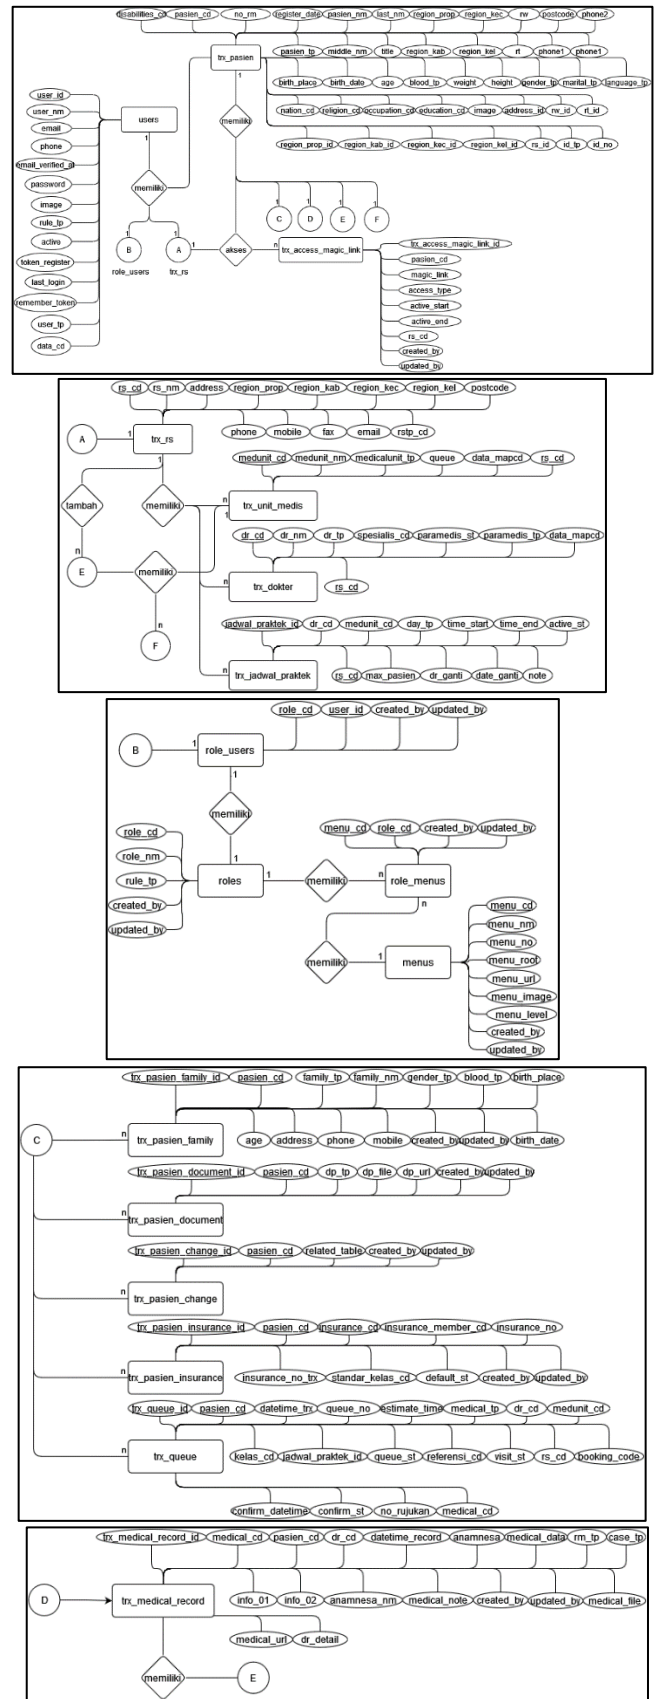 disabilities_cd pasien_cd no_rm register_date pasien_nm last_nm region_prop region_kec rw postcode phone2
trx_pasien pasien_tp middle_nm title region_kab region_kel rt phone1 phone1
birth_place birth_date age blood_tp weight height gender_tp marital_tp language_tp
nation_cd religion_cd occupation_cd education_cd image address_id rw_id rt_id
region_prop_id region_kab_id region_kec_id region_kel_id rs_id id_tp id_no
1
memiliki
user_id
user_nm
email
phone
email_verified_at
password
image
rule_tp
active
token_register
last_login
remember_token
user_tp
data_cd
users
1
memiliki
1 1
B A
role_users trx_rs
1 1 1 1
C D E F
1 akses n trx_access_magic_link
trx_access_magic_link_id
pasien_cd
magic_link
access_type
active_start
active_end
rs_cd
created_by
updated_by
rs_cd rs_nm address region_prop region_kab region_kec region_kel postcode
A 1 trx_rs phone mobile fax email rstp_cd
1 1
medunit_cd medunit_nm medicalunit_tp queue data_mapcd rs_cd
tambah memiliki n 1 trx_unit_medis
dr_cd dr_nm dr_tp spesialis_cd paramedis_st paramedis_tp data_mapcd
n
E memiliki n trx_dokter rs_cd
n
F
jadwal_praktek_id dr_cd medunit_cd day_tp time_start time_end active_st
n trx_jadwal_praktek rs_cd max_pasien dr_ganti date_ganti note
role_cd user_id created_by updated_by
B 1 role_users
1
memiliki
1
role_cd
role_nm
rule_tp
created_by
updated_by
menu_cd role_cd created_by updated_by
roles 1 memiliki n role_menus
n
memiliki 1 menus
menu_cd
menu_nm
menu_no
menu_root
menu_url
menu_image
menu_level
created_by
updated_by
trx_pasien_family_id pasien_cd family_tp family_nm gender_tp blood_tp birth_place
C n trx_pasien_family age address phone mobile created_by updated_by birth_date
trx_pasien_document_id pasien_cd dp_tp dp_file dp_url created_by updated_by
n trx_pasien_document
trx_pasien_change_id pasien_cd related_table created_by updated_by
n trx_pasien_change
trx_pasien_insurance_id pasien_cd insurance_cd insurance_member_cd insurance_no
n trx_pasien_insurance insurance_no_trx standar_kelas_cd default_st created_by updated_by
trx_queue_id pasien_cd datetime_trx queue_no estimate_time medical_tp dr_cd medunit_cd
n trx_queue kelas_cd jadwal_praktek_id queue_st referensi_cd visit_st rs_cd booking_code
confirm_datetime confirm_st no_rujukan medical_cd
trx_medical_record_id medical_cd pasien_cd dr_cd datetime_record anamnesa medical_data rm_tp case_tp
D trx_medical_record info_01 info_02 anamnesa_nm medical_note created_by updated_by medical_file
medical_url dr_detail
memiliki E